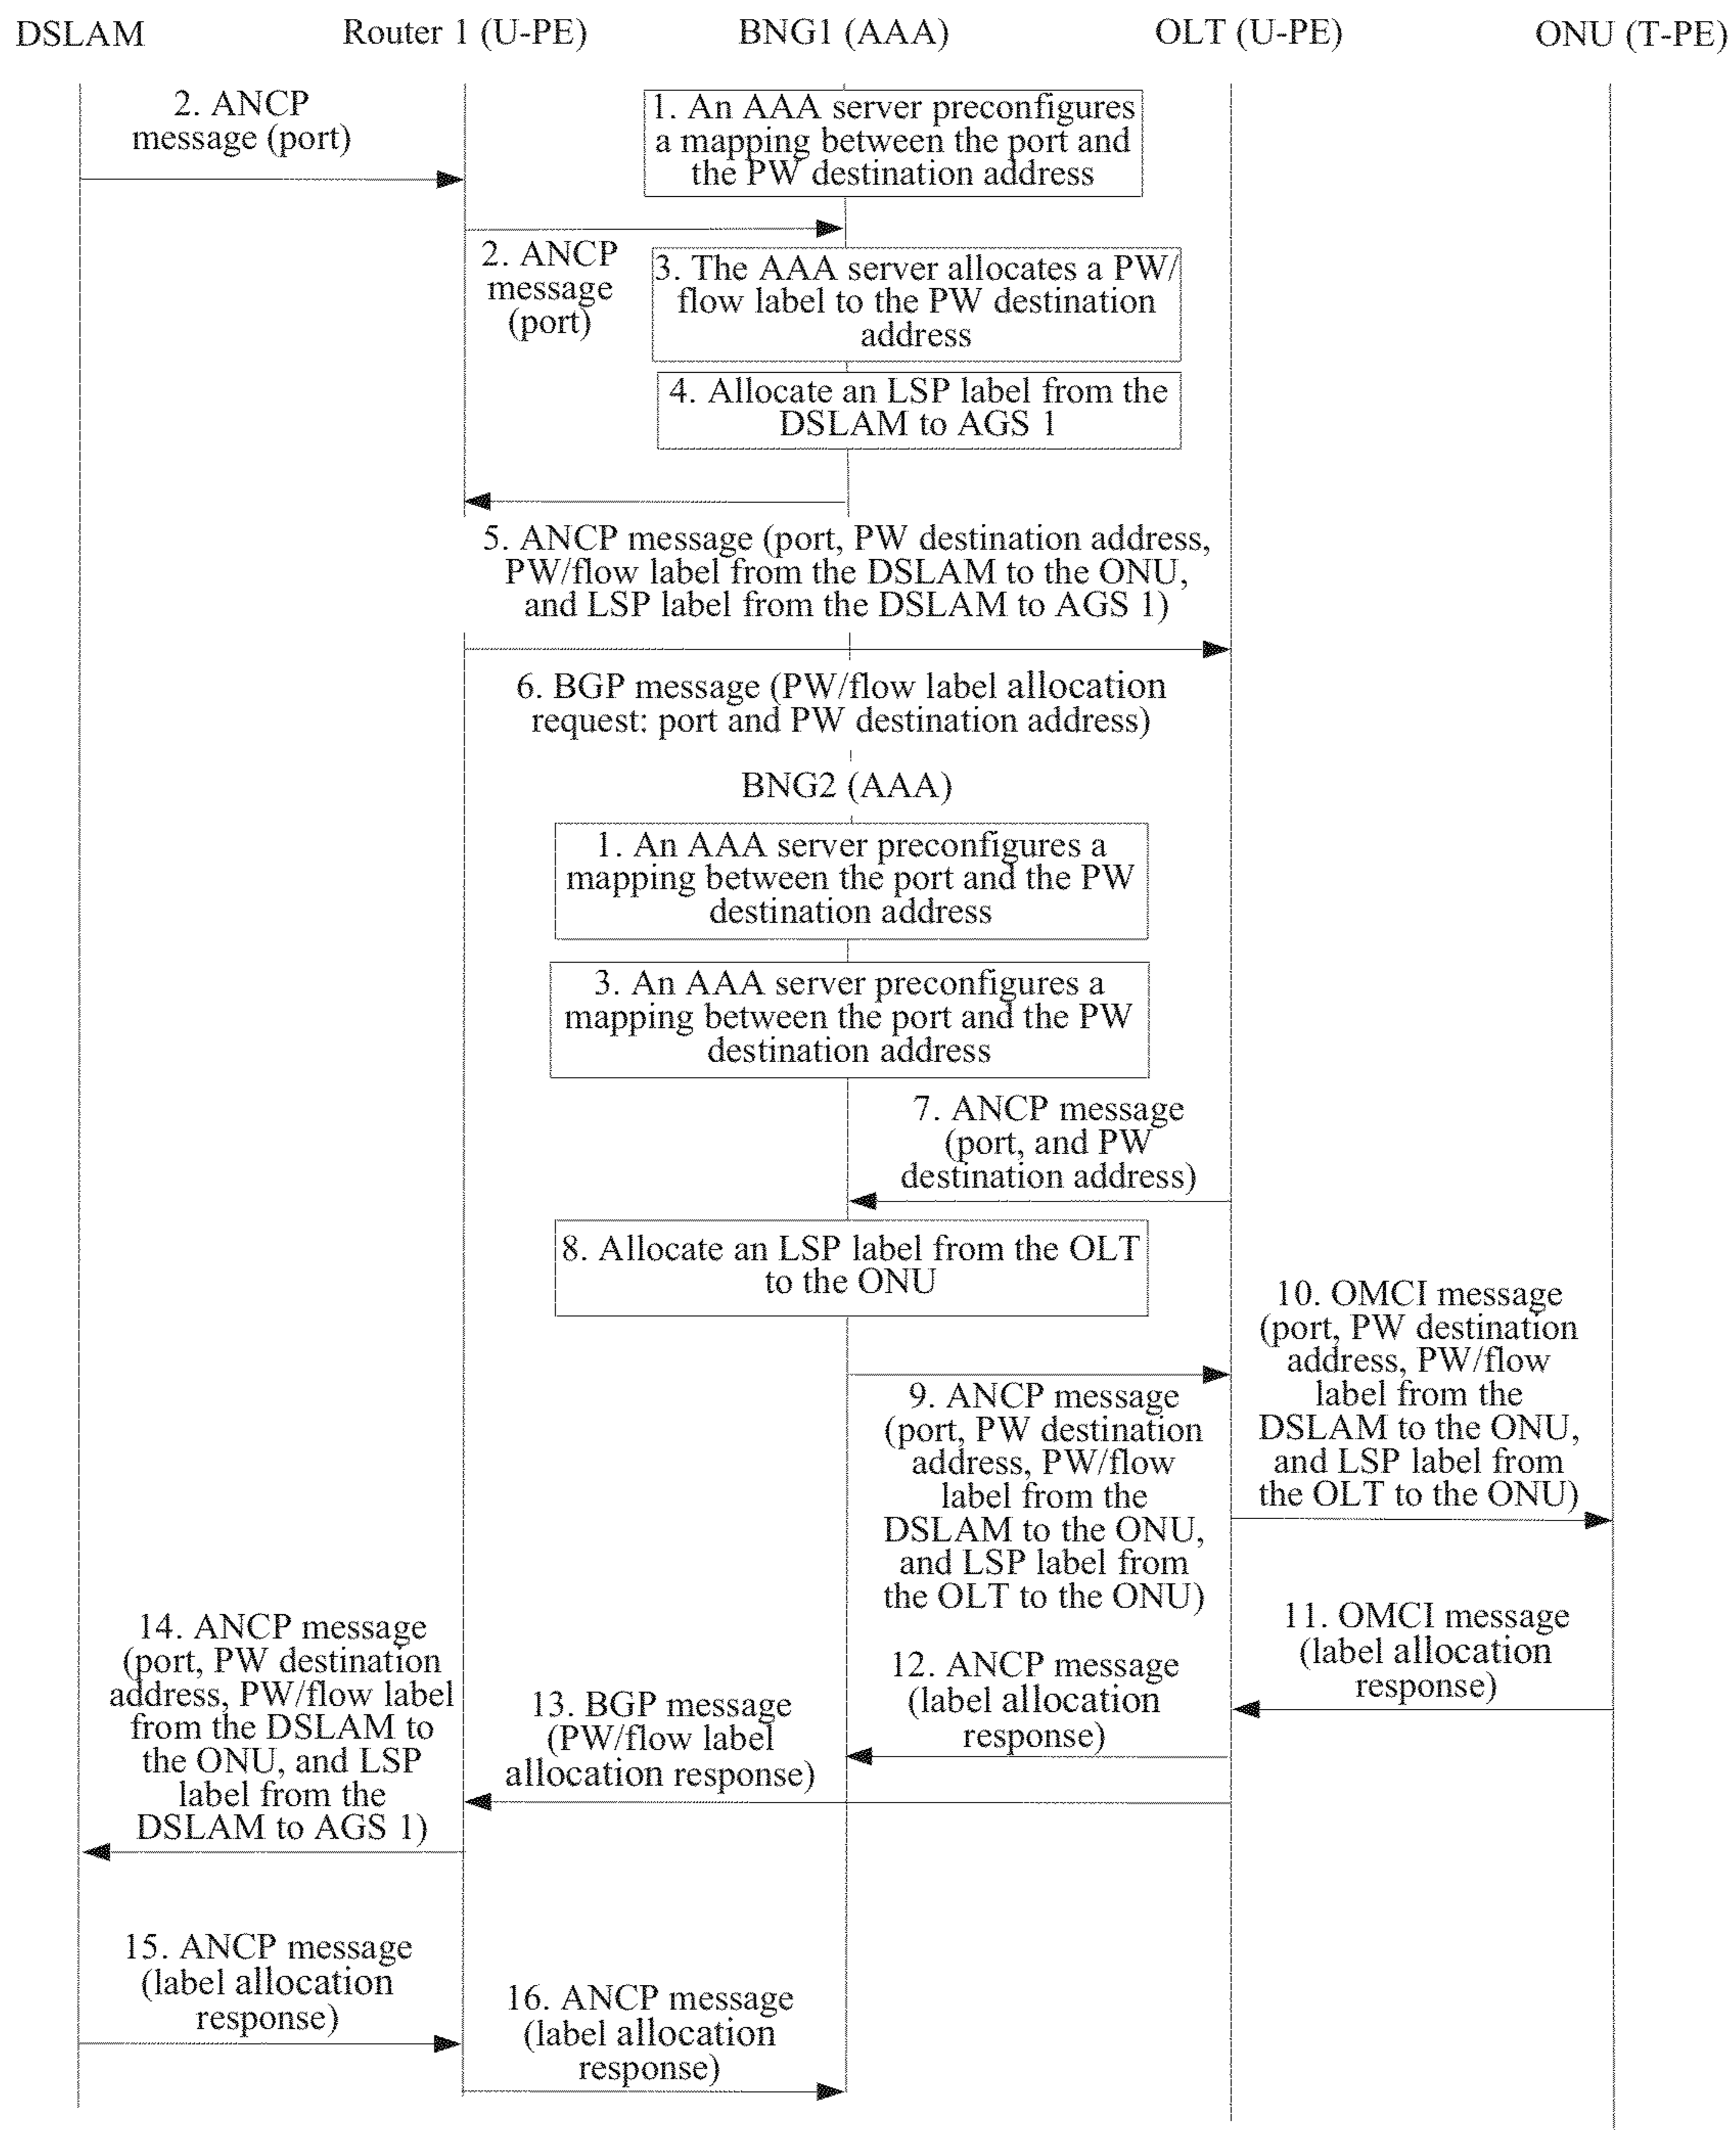 DSLAM
Router 1 (U-PE)
BNG1 (AAA)
OLT (U-PE)
ONU (T-PE)
2. ANCP
message (port)
1. An AAA server preconfigures
a mapping between the port and
the PW destination address
2. ANCP
message
(port)
3. The AAA server allocates a PW/
flow label to the PW destination
address
4. Allocate an LSP label from the
DSLAM to AGS 1
5. ANCP message (port, PW destination address,
PW/flow label from the DSLAM to the ONU,
and LSP label from the DSLAM to AGS 1)
6. BGP message (PW/flow label allocation
request: port and PW destination address)
BNG2 (AAA)
1. An AAA server preconfigures a
mapping between the port and the PW
destination address
3. An AAA server preconfigures a
mapping between the port and the PW
destination address
7. ANCP message
(port, and PW
destination address)
8. Allocate an LSP label from the OLT
to the ONU
9. ANCP message
(port, PW destination
address, PW/flow
label from the
DSLAM to the ONU,
and LSP label from
the OLT to the ONU)
10. OMCI message
(port, PW destination
address, PW/flow
label from the
DSLAM to the ONU,
and LSP label from
the OLT to the ONU)
11. OMCI message
(label allocation
response)
12. ANCP message
(label allocation
response)
13. BGP message
(PW/flow label
allocation response)
14. ANCP message
(port, PW destination
address, PW/flow label
from the DSLAM to
the ONU, and LSP
label from the
DSLAM to AGS 1)
15. ANCP message
(label allocation
response)
16. ANCP message
(label allocation
response)